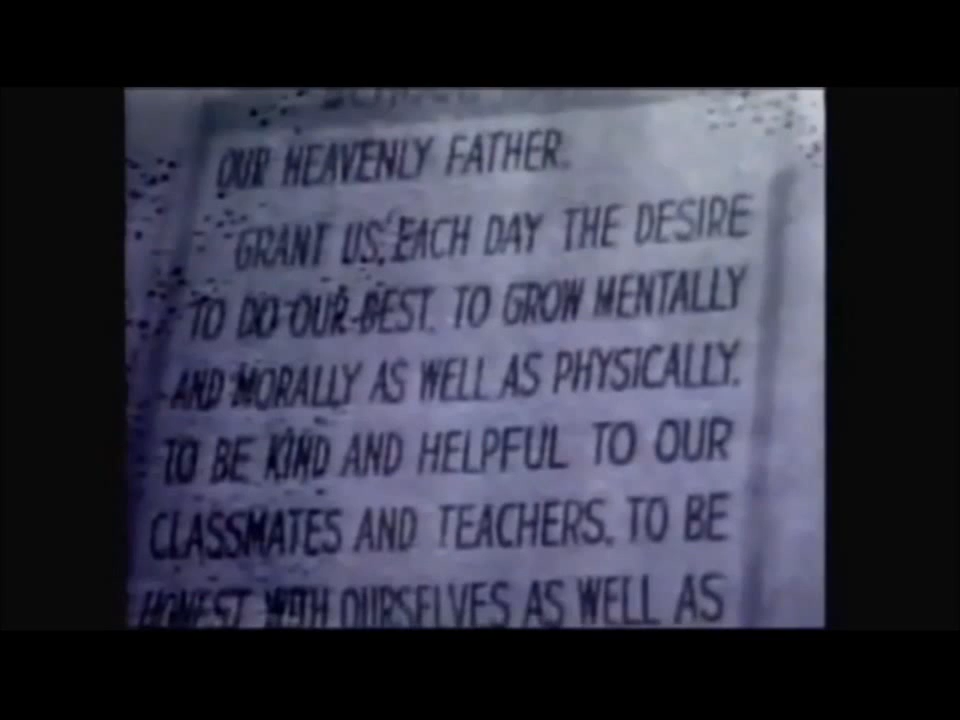 OUR HEAVENLY FATHER.
GRANT US, EACH DAY THE DESIRE
TO DO OUR BEST. TO GROW MENTALLY
AND MORALLY AS WELL AS PHYSICALLY.
TO BE KIND AND HELPFUL TO OUR
CLASSMATES AND TEACHERS. TO BE
HONEST WITH OURSELVES AS WELL AS